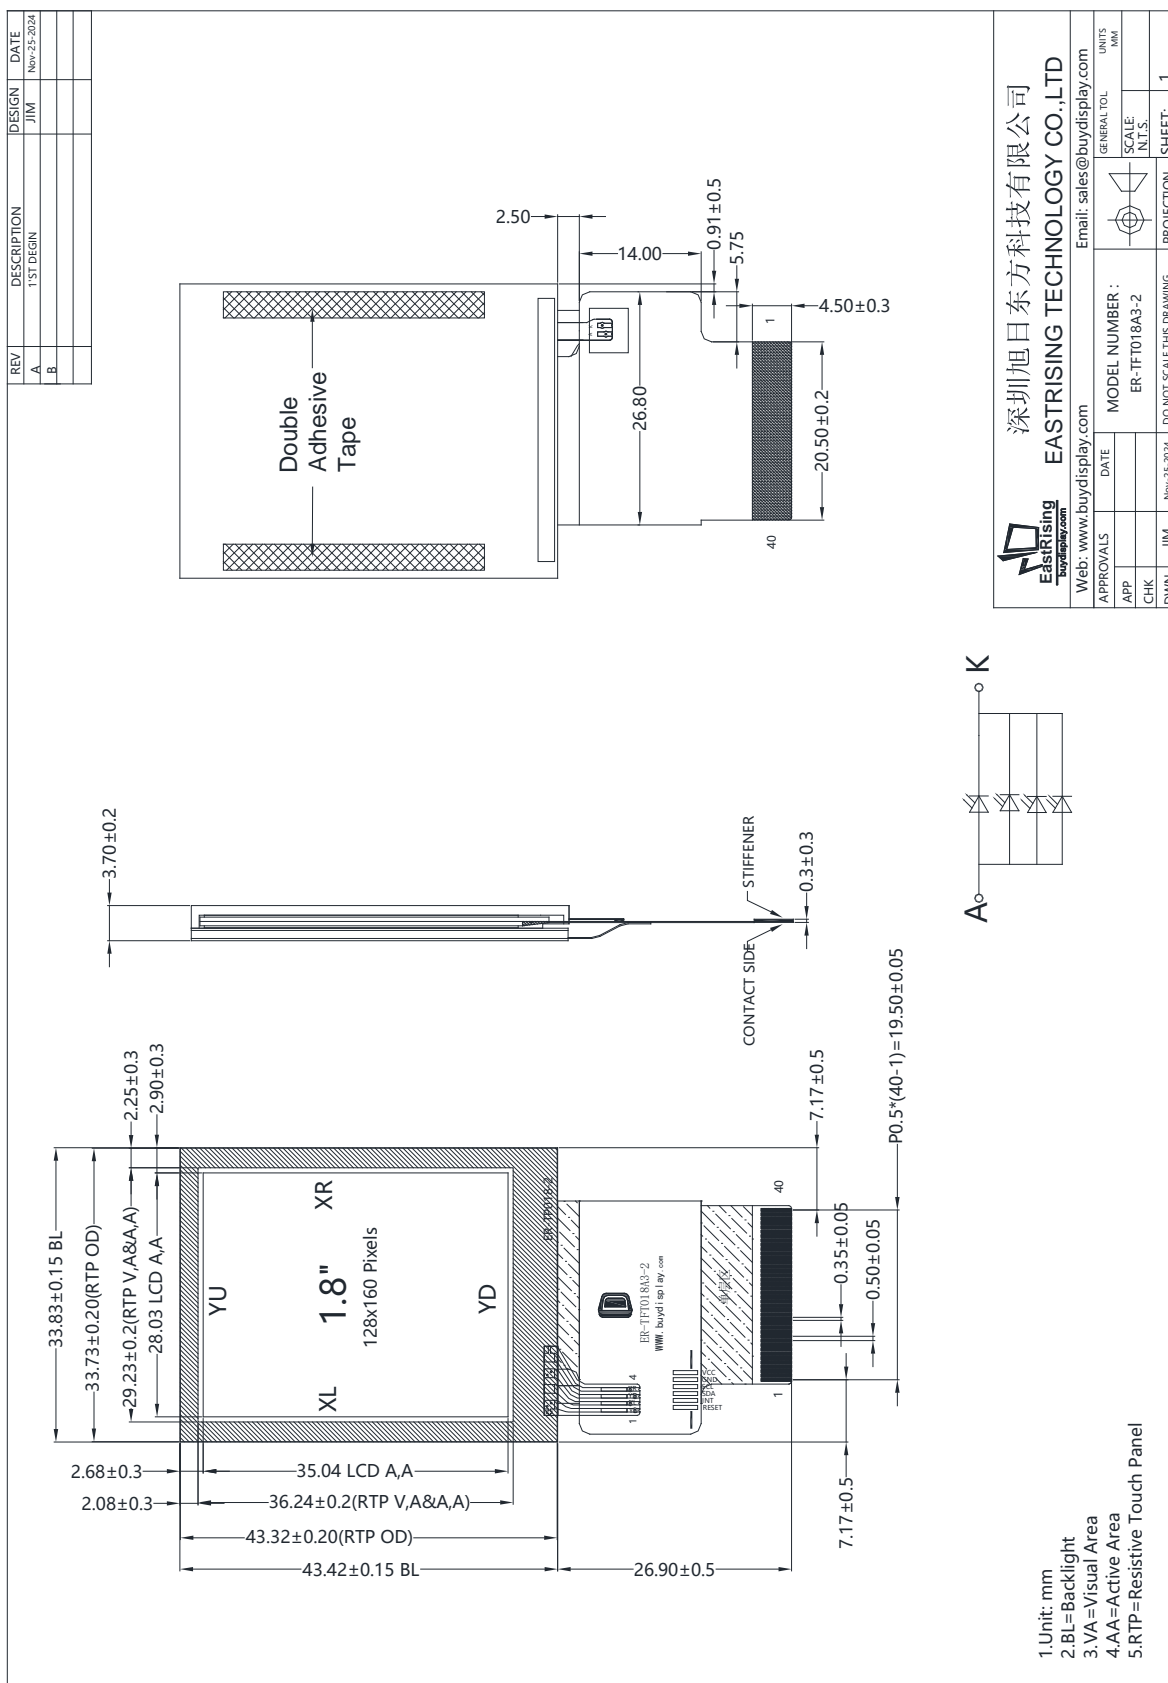 REV DESCRIPTION DESIGN DATE
A 1'ST DEGIN JIM Nov-25-2024
B
33.83±0.15 BL
33.73±0.20(RTP OD)
29.23±0.2(RTP V,A&A,A)
28.03 LCD A,A
2.25±0.3
2.90±0.3
2.68±0.3
2.08±0.3
35.04 LCD A,A
36.24±0.2(RTP V,A&A,A)
43.32±0.20(RTP OD)
43.42±0.15 BL
26.90±0.5
YU
XL
XR
1.8"
128x160 Pixels
YD
ER-TP018-2
1
4
ER-TFT018A3-2
WWW.buydisplay.com
VCC
GND
SCL
SDA
INT
RESET
1
40
7.17±0.5
7.17±0.5
0.35±0.05
0.50±0.05
P0.5*(40-1)=19.50±0.05
3.70±0.2
CONTACT SIDE
STIFFENER
0.3±0.3
Double
Adhesive
Tape
2.50
14.00
0.91±0.5
5.75
26.80
4.50±0.3
20.50±0.2
40
1
A
K
1.Unit: mm
2.BL=Backlight
3.VA=Visual Area
4.AA=Active Area
5.RTP=Resistive Touch Panel
深圳旭日东方科技有限公司
EASTRISING TECHNOLOGY CO.,LTD
EastRising
buydisplay.com
Web: www.buydisplay.com Email: sales@buydisplay.com
APPROVALS DATE
APP
CHK
DWN JIM Nov-25-2024
MODEL NUMBER :
ER-TFT018A3-2
DO NOT SCALE THIS DRAWING
PROJECTION
GENERAL TOL
UNITS
MM
SCALE:
N.T.S.
SHEET: 1